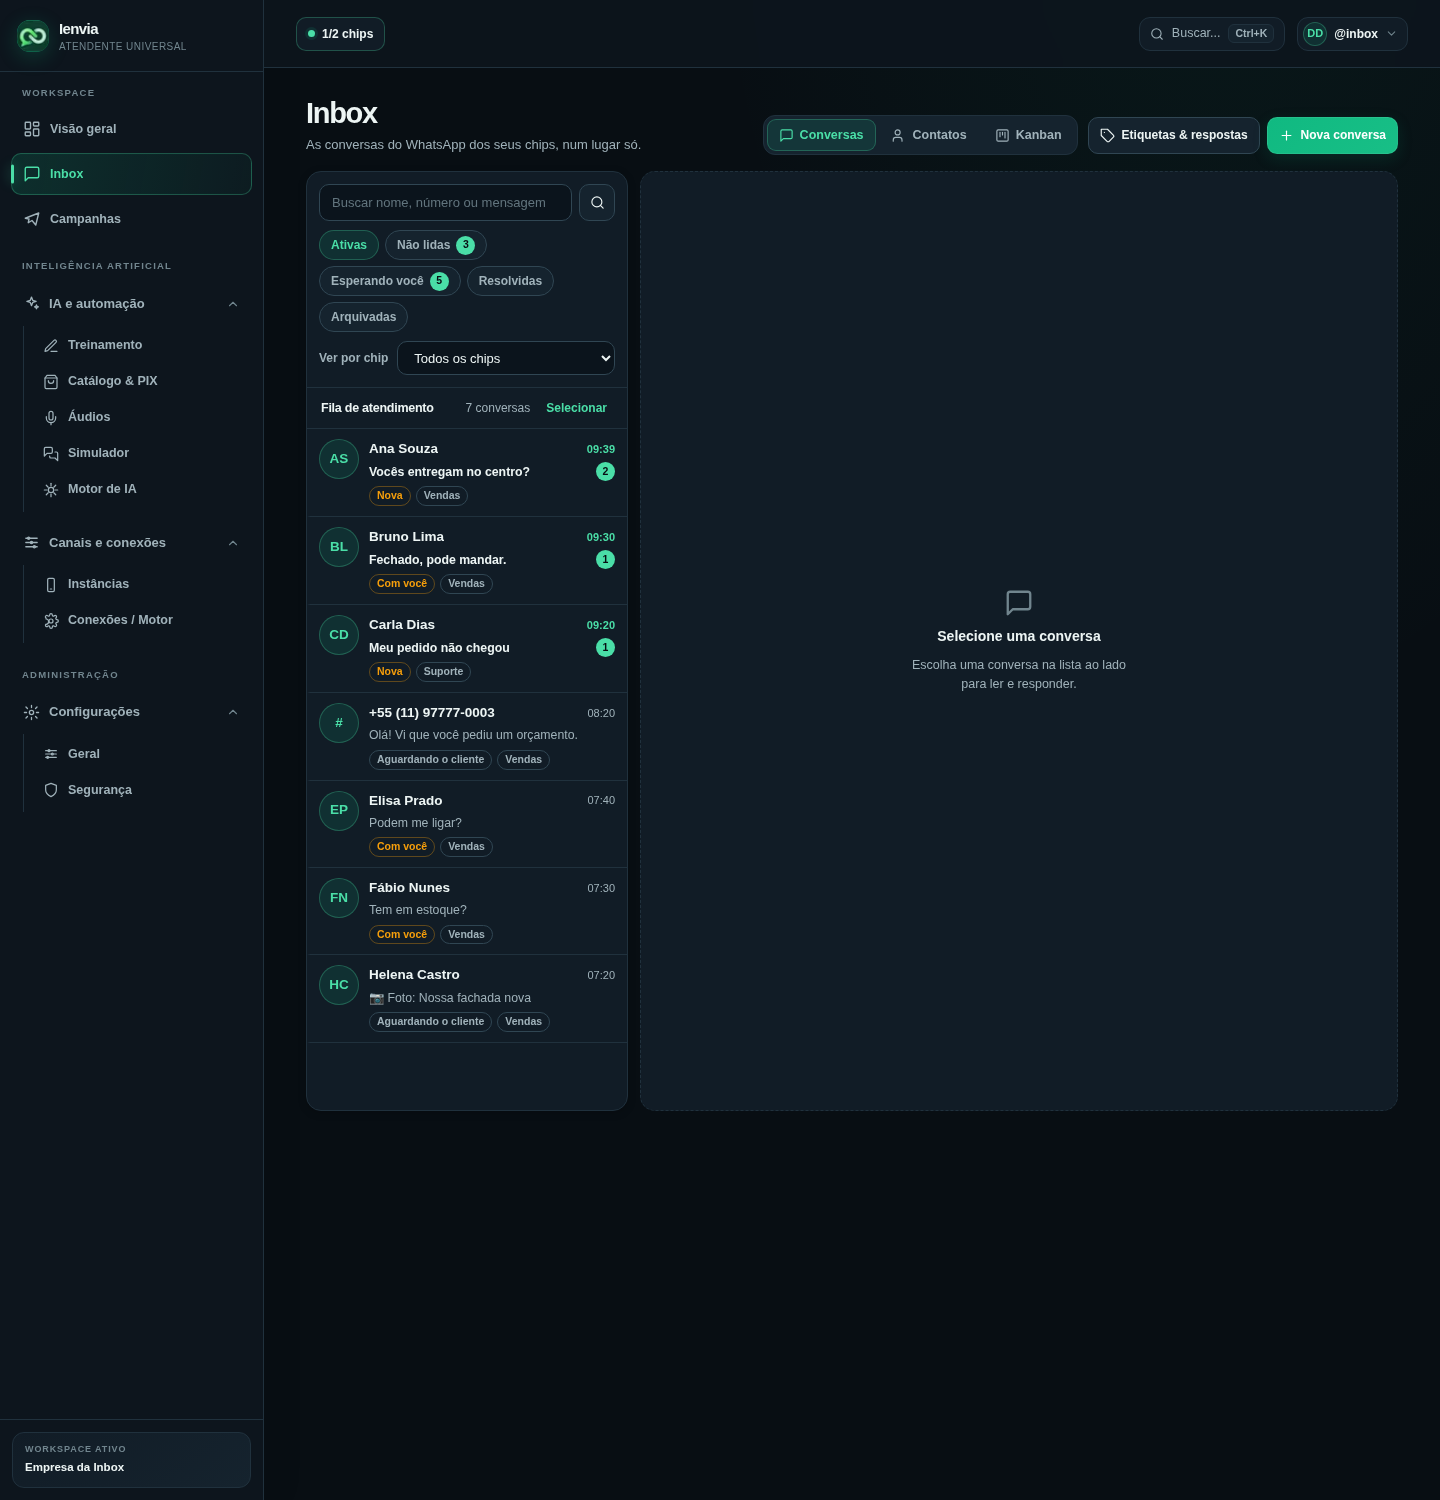 Ienvia
ATENDENTE UNIVERSAL
1/2 chips
Buscar... Ctrl+K
DD @inbox
WORKSPACE
Visão geral
Inbox
Campanhas
INTELIGÊNCIA ARTIFICIAL
IA e automação
Treinamento
Catálogo & PIX
Áudios
Simulador
Motor de IA
Canais e conexões
Instâncias
Conexões / Motor
ADMINISTRAÇÃO
Configurações
Geral
Segurança
WORKSPACE ATIVO
Empresa da Inbox
Inbox
As conversas do WhatsApp dos seus chips, num lugar só.
Conversas Contatos Kanban Etiquetas & respostas Nova conversa
Buscar nome, número ou mensagem
Ativas Não lidas 3
Esperando você 5 Resolvidas
Arquivadas
Ver por chip Todos os chips
Fila de atendimento 7 conversas Selecionar
AS Ana Souza 09:39
Vocês entregam no centro? 2
Nova Vendas
BL Bruno Lima 09:30
Fechado, pode mandar. 1
Com você Vendas
CD Carla Dias 09:20
Meu pedido não chegou 1
Nova Suporte
# +55 (11) 97777-0003 08:20
Olá! Vi que você pediu um orçamento.
Aguardando o cliente Vendas
EP Elisa Prado 07:40
Podem me ligar?
Com você Vendas
FN Fábio Nunes 07:30
Tem em estoque?
Com você Vendas
HC Helena Castro 07:20
📷 Foto: Nossa fachada nova
Aguardando o cliente Vendas
Selecione uma conversa
Escolha uma conversa na lista ao lado
para ler e responder.